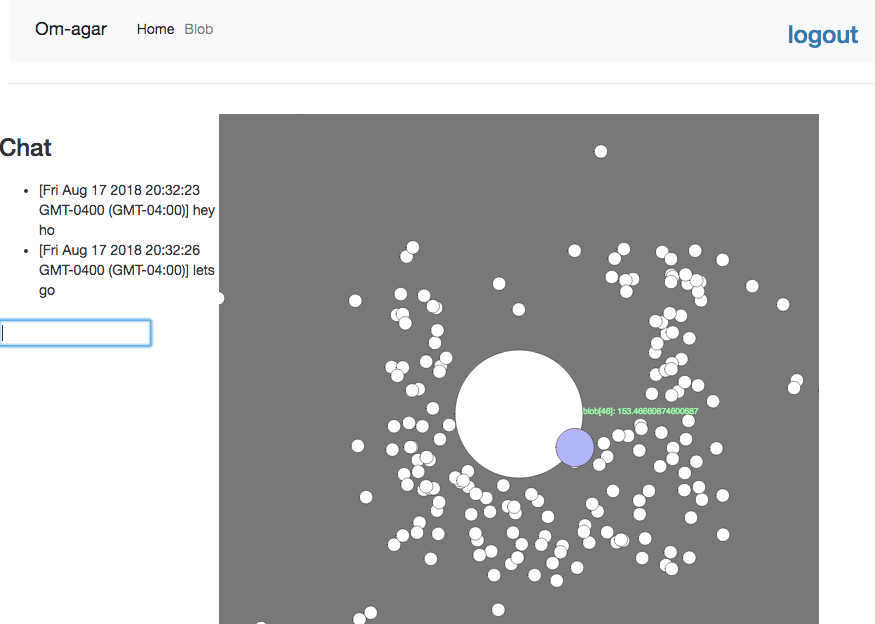 Om-agar Home Blob logout
Chat
[Fri Aug 17 2018 20:32:23
GMT-0400 (GMT-04:00)] hey
ho
[Fri Aug 17 2018 20:32:26
GMT-0400 (GMT-04:00)] lets
go
blob[46]: 153.46660874600687